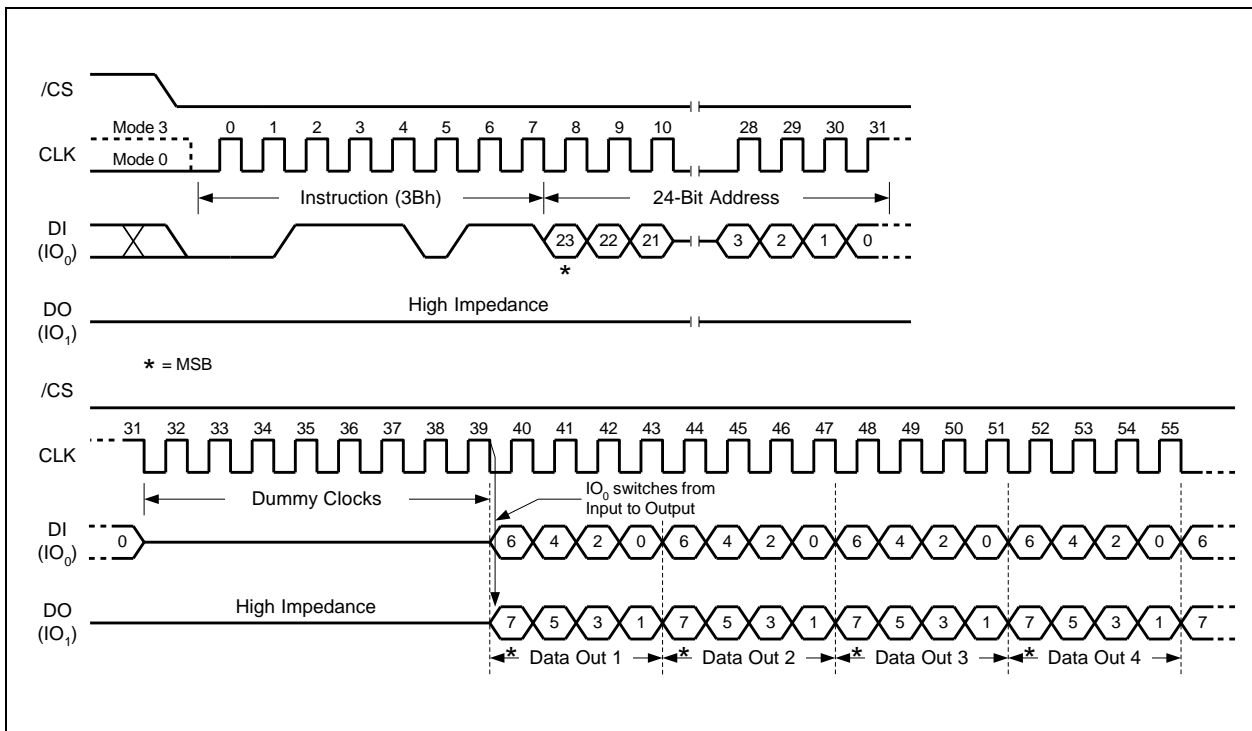 /CS
Mode 3 0 1 2 3 4 5 6 7 8 9 10 28 29 30 31
CLK
Mode 0
Instruction (3Bh) 24-Bit Address
DI
(IO0)
23 22 21 3 2 1 0
*
High Impedance
DO
(IO1)
* = MSB
/CS
31 32 33 34 35 36 37 38 39 40 41 42 43 44 45 46 47 48 49 50 51 52 53 54 55
CLK
Dummy Clocks
IO0 switches from
Input to Output
DI
(IO0)
0 6 4 2 0 6 4 2 0 6 4 2 0 6 4 2 0 6
High Impedance
DO
(IO1)
7 5 3 1 7 5 3 1 7 5 3 1 7 5 3 1 7
* Data Out 1 * Data Out 2 * Data Out 3 * Data Out 4